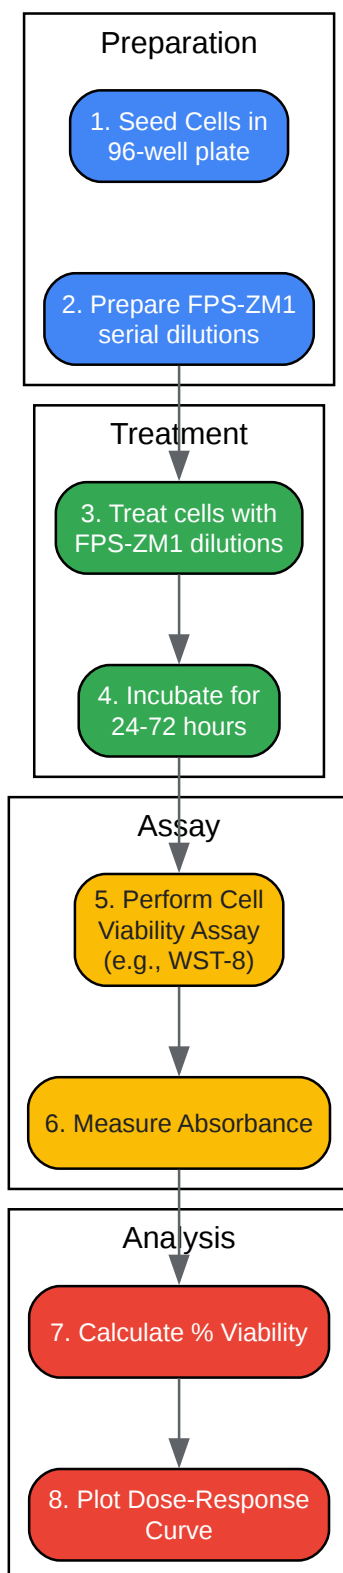 Preparation
1. Seed Cells in
96-well plate
2. Prepare FPS-ZM1
serial dilutions
Treatment
3. Treat cells with
FPS-ZM1 dilutions
4. Incubate for
24-72 hours
Assay
5. Perform Cell
Viability Assay
(e.g., WST-8)
6. Measure Absorbance
Analysis
7. Calculate % Viability
8. Plot Dose-Response
Curve